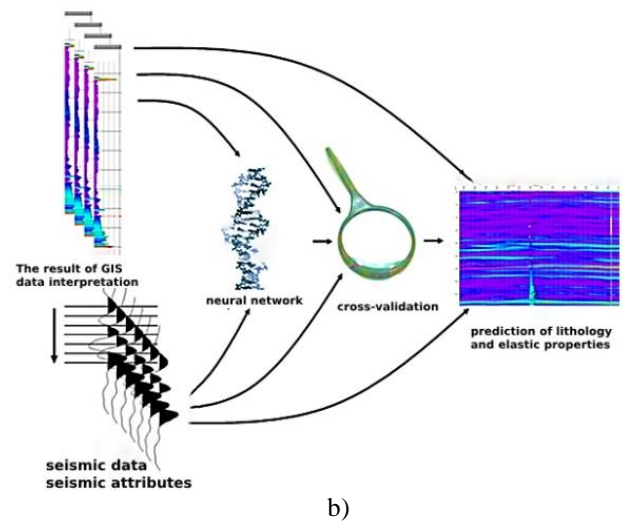 The result of GIS
data interpretation
neural network
cross-validation
prediction of lithology
and elastic properties
seismic data
seismic attributes
b)